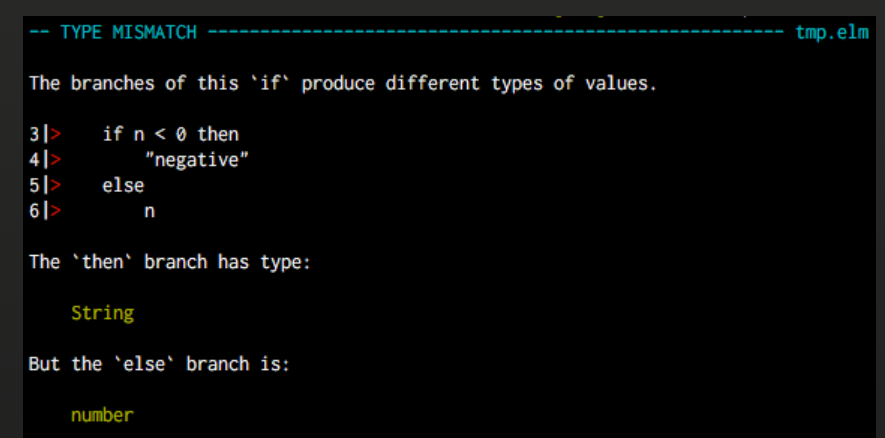 -- TYPE MISMATCH ------------------------------------------------------- tmp.elm
The branches of this `if` produce different types of values.
3|>    if n < 0 then
4|>        "negative"
5|>    else
6|>        n
The `then` branch has type:
    String
But the `else` branch is:
    number